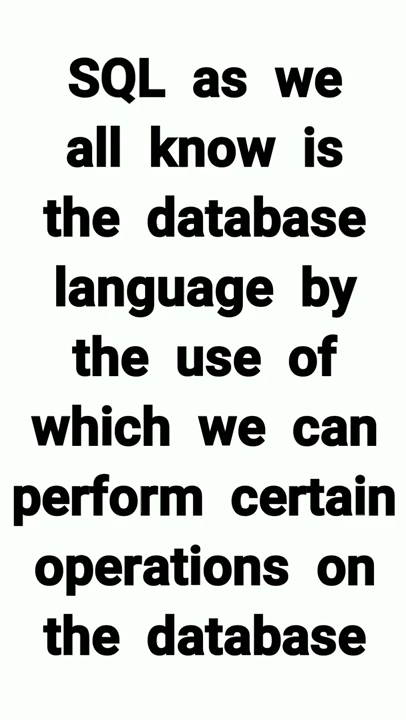 SQL as we
all know is
the database
language by
the use of
which we can
perform certain
operations on
the database